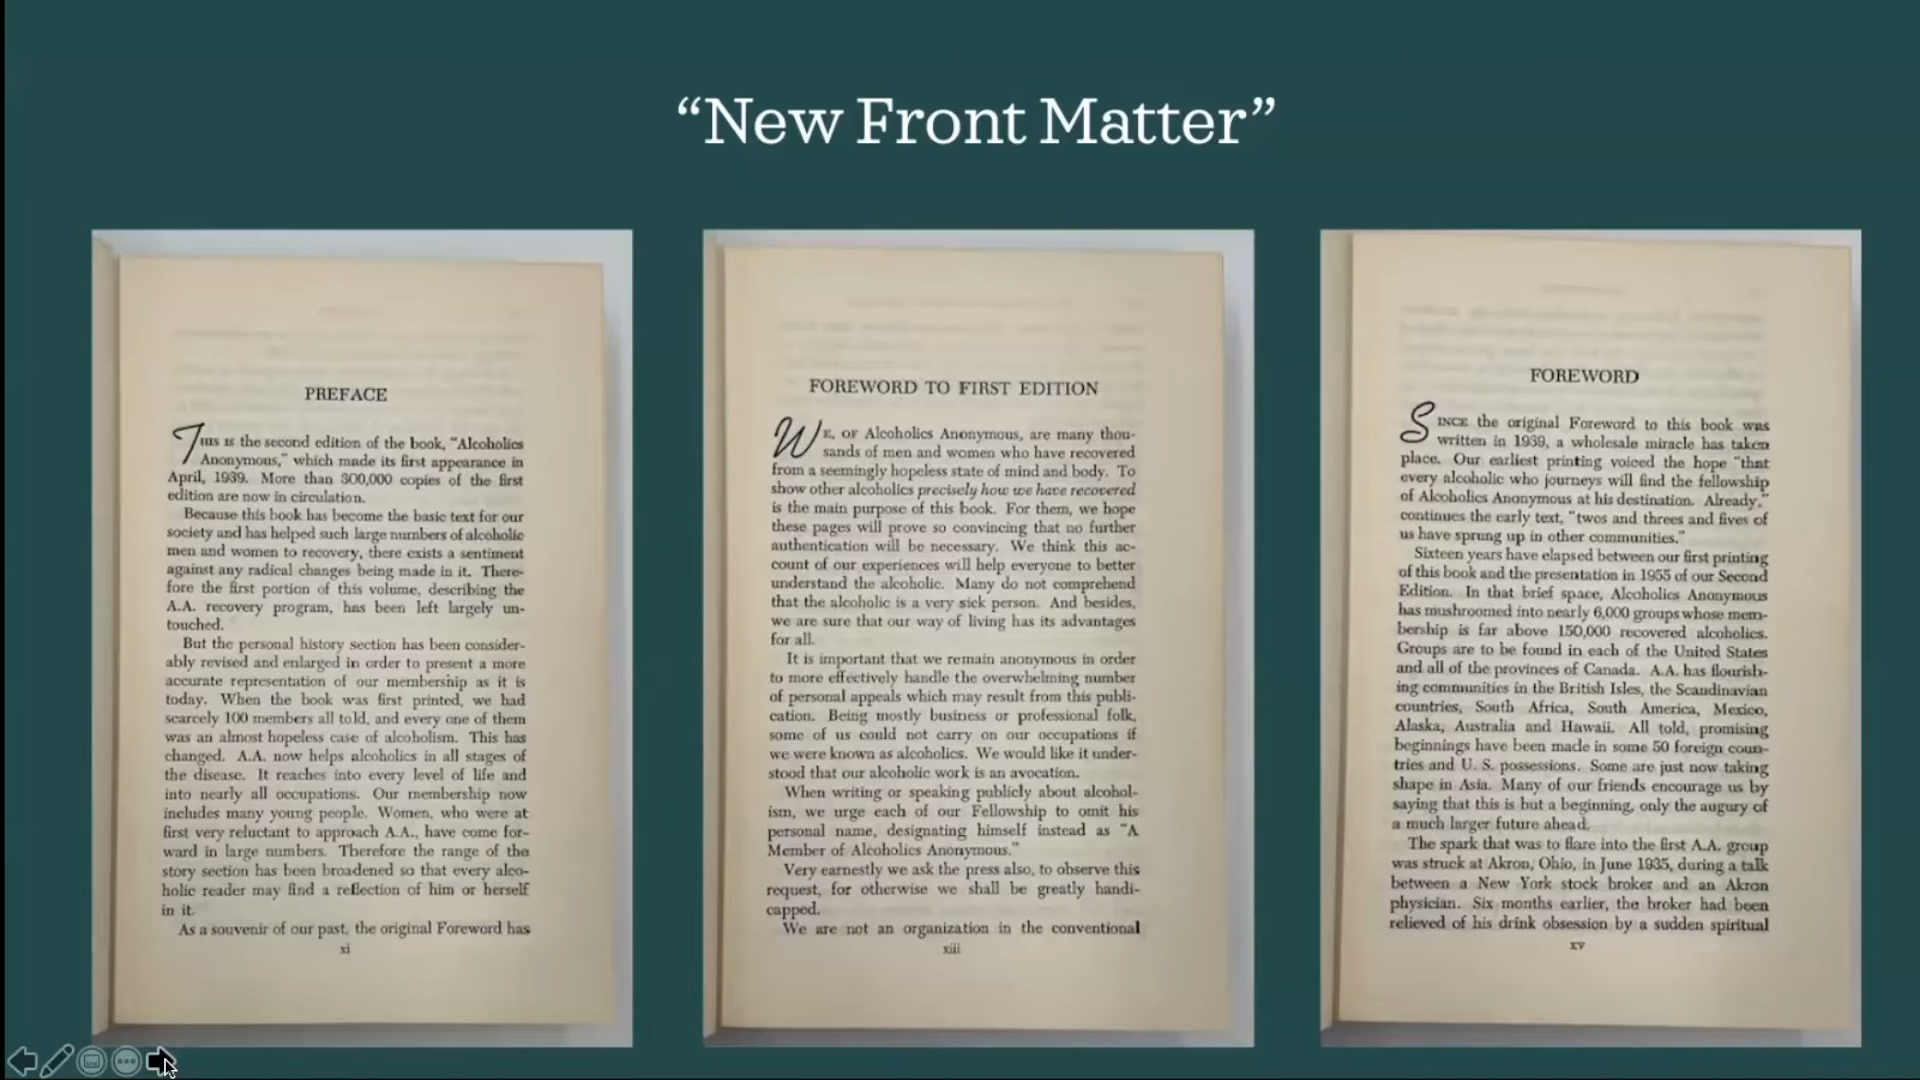 “New Front Matter”
PREFACE
THIS IS the second edition of the book, “Alcoholics
Anonymous,” which made its first appearance in
April, 1939. More than 300,000 copies of the first
edition are now in circulation.
Because this book has become the basic text for our
society and has helped such large numbers of alcoholic
men and women to recovery, there exists a sentiment
against any radical changes being made in it. There-
fore the first portion of this volume, describing the
A.A. recovery program, has been left largely un-
touched.
But the personal history section has been consider-
ably revised and enlarged in order to present a more
accurate representation of our membership as it is
today. When the book was first printed, we had
scarcely 100 members all told, and every one of them
was an almost hopeless case of alcoholism. This has
changed. A.A. now helps alcoholics in all stages of
the disease. It reaches into every level of life and
into nearly all occupations. Our membership now
includes many young people. Women, who were at
first very reluctant to approach A.A., have come for-
ward in large numbers. Therefore the range of the
story section has been broadened so that every alco-
holic reader may find a reflection of him or herself
in it.
As a souvenir of our past, the original Foreword has
xi
FOREWORD TO FIRST EDITION
WE, OF Alcoholics Anonymous, are many thou-
sands of men and women who have recovered
from a seemingly hopeless state of mind and body. To
show other alcoholics precisely how we have recovered
is the main purpose of this book. For them, we hope
these pages will prove so convincing that no further
authentication will be necessary. We think this ac-
count of our experiences will help everyone to better
understand the alcoholic. Many do not comprehend
that the alcoholic is a very sick person. And besides,
we are sure that our way of living has its advantages
for all.
It is important that we remain anonymous in order
to more effectively handle the overwhelming number
of personal appeals which may result from this publi-
cation. Being mostly business or professional folk,
some of us could not carry on our occupations if
we were known as alcoholics. We would like it under-
stood that our alcoholic work is an avocation.
When writing or speaking publicly about alcohol-
ism, we urge each of our Fellowship to omit his
personal name, designating himself instead as “A
Member of Alcoholics Anonymous.”
Very earnestly we ask the press also, to observe this
request, for otherwise we shall be greatly handi-
capped.
We are not an organization in the conventional
xiii
FOREWORD
SINCE the original Foreword to this book was
written in 1939, a wholesale miracle has taken
place. Our earliest printing voiced the hope “that
every alcoholic who journeys will find the fellowship
of Alcoholics Anonymous at his destination. Already,”
continues the early text, “twos and threes and fives of
us have sprung up in other communities.”
Sixteen years have elapsed between our first printing
of this book and the presentation in 1955 of our Second
Edition. In that brief space, Alcoholics Anonymous
has mushroomed into nearly 6,000 groups whose mem-
bership is far above 150,000 recovered alcoholics.
Groups are to be found in each of the United States
and all of the provinces of Canada. A.A. has flourish-
ing communities in the British Isles, the Scandinavian
countries, South Africa, South America, Mexico,
Alaska, Australia and Hawaii. All told, promising
beginnings have been made in some 50 foreign coun-
tries and U. S. possessions. Some are just now taking
shape in Asia. Many of our friends encourage us by
saying that this is but a beginning, only the augury of
a much larger future ahead.
The spark that was to flare into the first A.A. group
was struck at Akron, Ohio, in June 1935, during a talk
between a New York stock broker and an Akron
physician. Six months earlier, the broker had been
relieved of his drink obsession by a sudden spiritual
xv